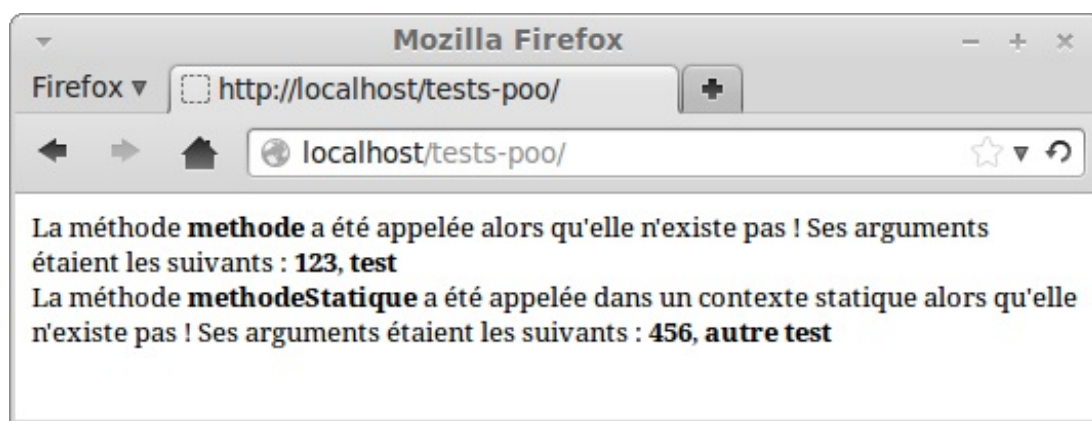 Mozilla Firefox
Firefox
http://localhost/tests-poo/
localhost/tests-poo/
La méthode methode a été appelée alors qu'elle n'existe pas ! Ses arguments
étaient les suivants : 123, test
La méthode methodeStatique a été appelée dans un contexte statique alors qu'elle
n'existe pas ! Ses arguments étaient les suivants : 456, autre test